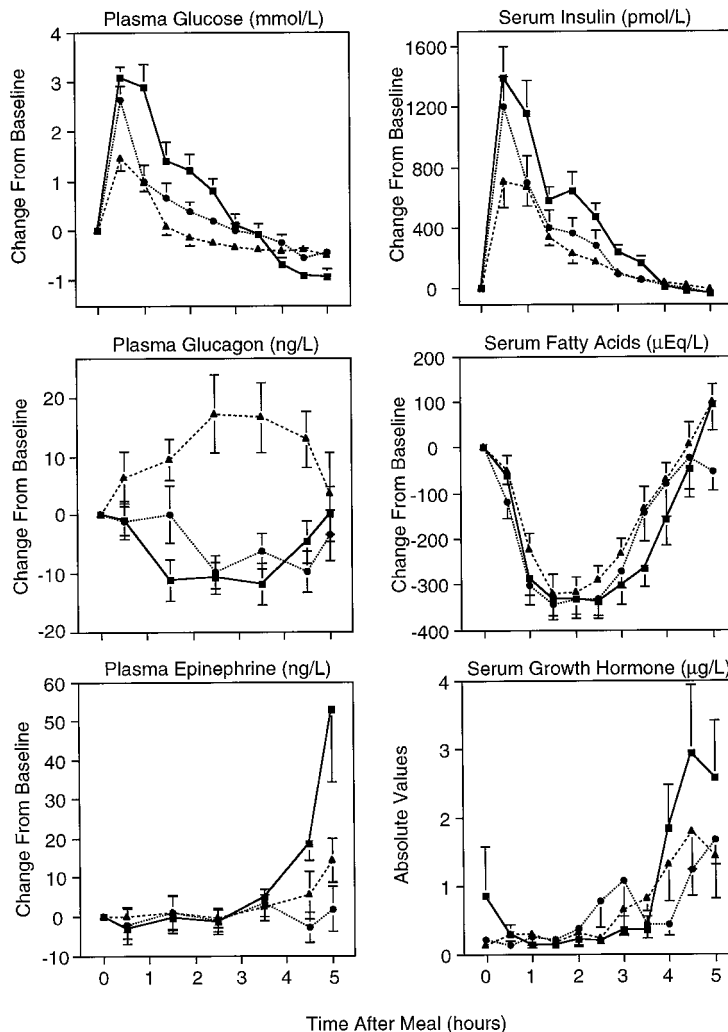 Plasma Glucose (mmol/L)
Change From Baseline
4
3
2
1
0
-1
Serum Insulin (pmol/L)
Change From Baseline
1600
1200
800
400
0
Plasma Glucagon (ng/L)
Change From Baseline
20
10
0
-10
-20
Serum Fatty Acids (μEq/L)
Change From Baseline
200
100
0
-100
-200
-300
-400
Plasma Epinephrine (ng/L)
Change From Baseline
60
50
40
30
20
10
0
-10
0 1 2 3 4 5
Serum Growth Hormone (μg/L)
Absolute Values
4
3
2
1
0
0 1 2 3 4 5
Time After Meal (hours)